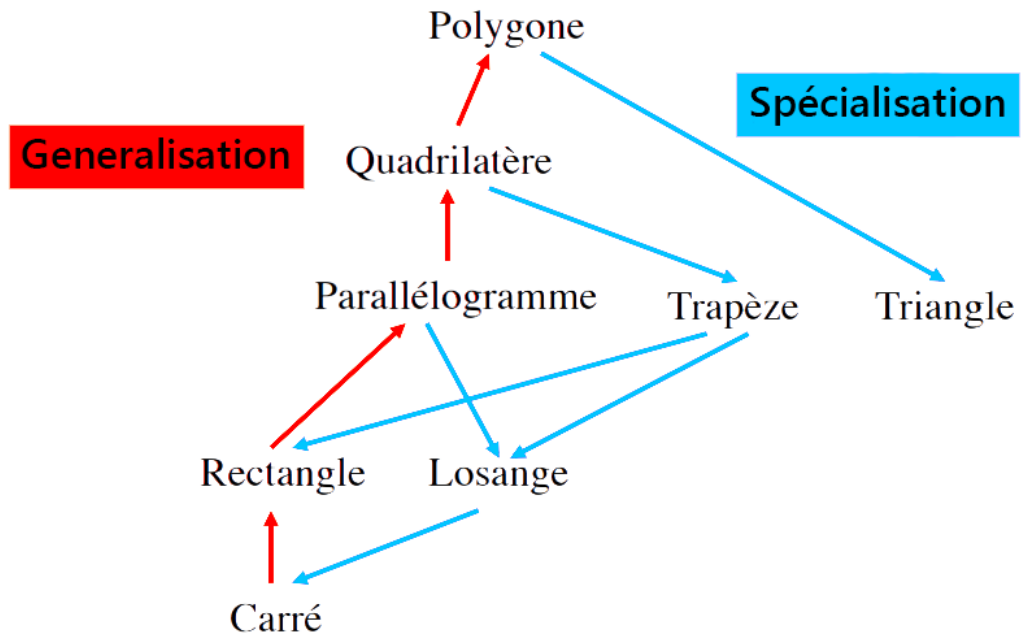 Polygone
Spécialisation
Generalisation
Quadrilatère
Parallélogramme
Trapèze
Triangle
Rectangle
Losange
Carré